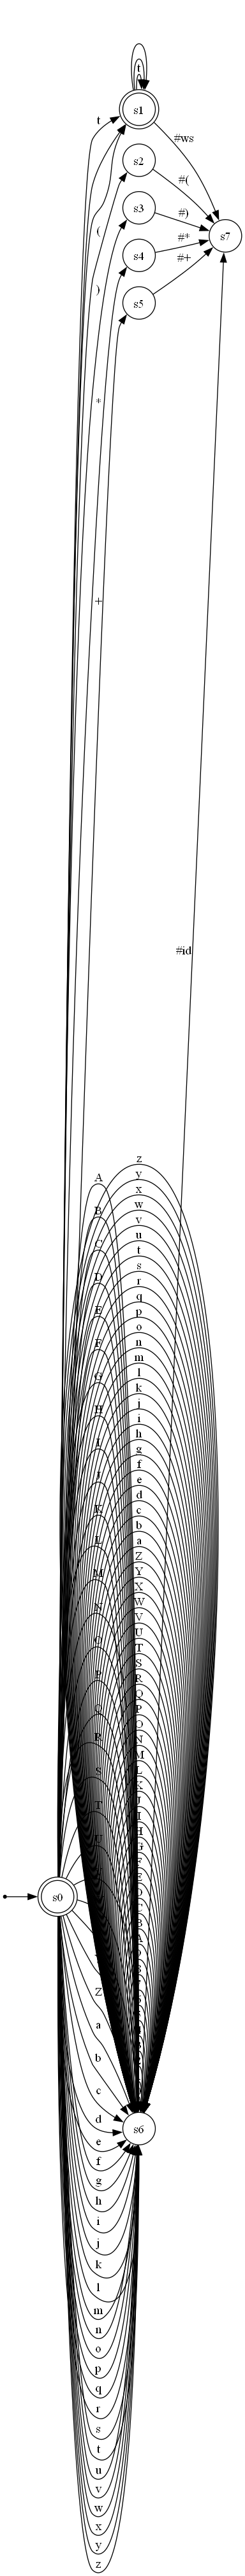 t
s1
t
#ws
s2
(
#(
s3
#)
s7
s4
#*
)
s5
#+
*
+
#id
z
y
A
x
w
B
v
u
C
t
s
D
r
q
E
p
o
F
n
m
G
l
k
H
j
i
h
g
J
f
e
K
d
c
L
b
a
M
Z
Y
X
N
W
V
O
U
T
P
S
R
Q
Q
P
R
O
N
M
S
L
K
T
J
I
H
U
G
F
E
s0
B
A
Z
a
s6
b
c
d
e
f
g
h
i
j
k
l
m
n
o
p
q
r
s
t
u
v
w
x
y
z